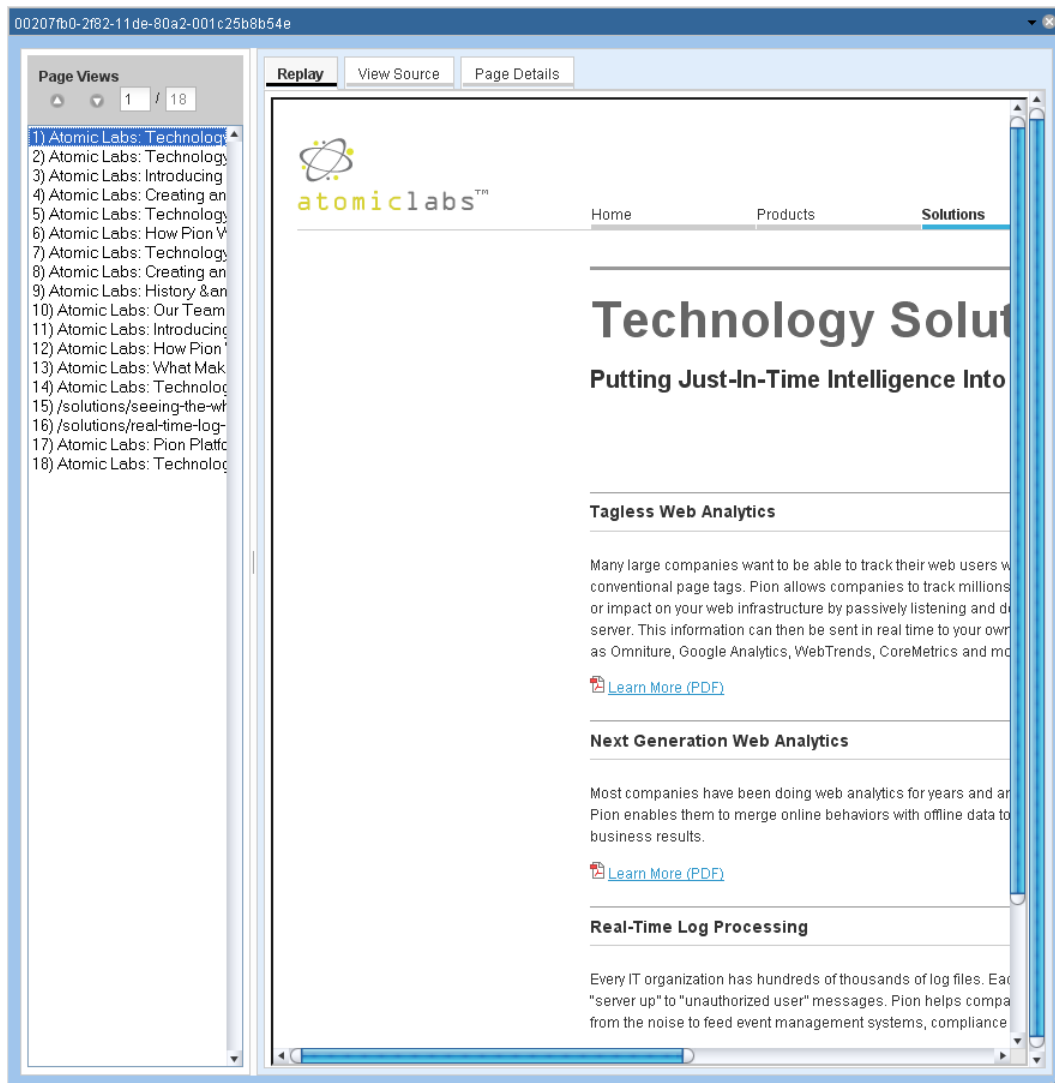 00207fb0-2f82-11de-80a2-001c25b8b54e
Page Views
1 / 18
1) Atomic Labs: Technology
2) Atomic Labs: Technology
3) Atomic Labs: Introducing
4) Atomic Labs: Creating an
5) Atomic Labs: Technology
6) Atomic Labs: How Pion W
7) Atomic Labs: Technology
8) Atomic Labs: Creating an
9) Atomic Labs: History &an
10) Atomic Labs: Our Team
11) Atomic Labs: Introducing
12) Atomic Labs: How Pion
13) Atomic Labs: What Mak
14) Atomic Labs: Technolog
15) /solutions/seeing-the-wh
16) /solutions/real-time-log-
17) Atomic Labs: Pion Platfo
18) Atomic Labs: Technolog
Replay View Source Page Details
atomiclabs™
Home Products Solutions
Technology Solut
Putting Just-In-Time Intelligence Into
Tagless Web Analytics
Many large companies want to be able to track their web users w
conventional page tags. Pion allows companies to track millions
or impact on your web infrastructure by passively listening and de
server. This information can then be sent in real time to your own
as Omniture, Google Analytics, WebTrends, CoreMetrics and mo
Learn More (PDF)
Next Generation Web Analytics
Most companies have been doing web analytics for years and ar
Pion enables them to merge online behaviors with offline data to
business results.
Learn More (PDF)
Real-Time Log Processing
Every IT organization has hundreds of thousands of log files. Eac
"server up" to "unauthorized user" messages. Pion helps compa
from the noise to feed event management systems, compliance